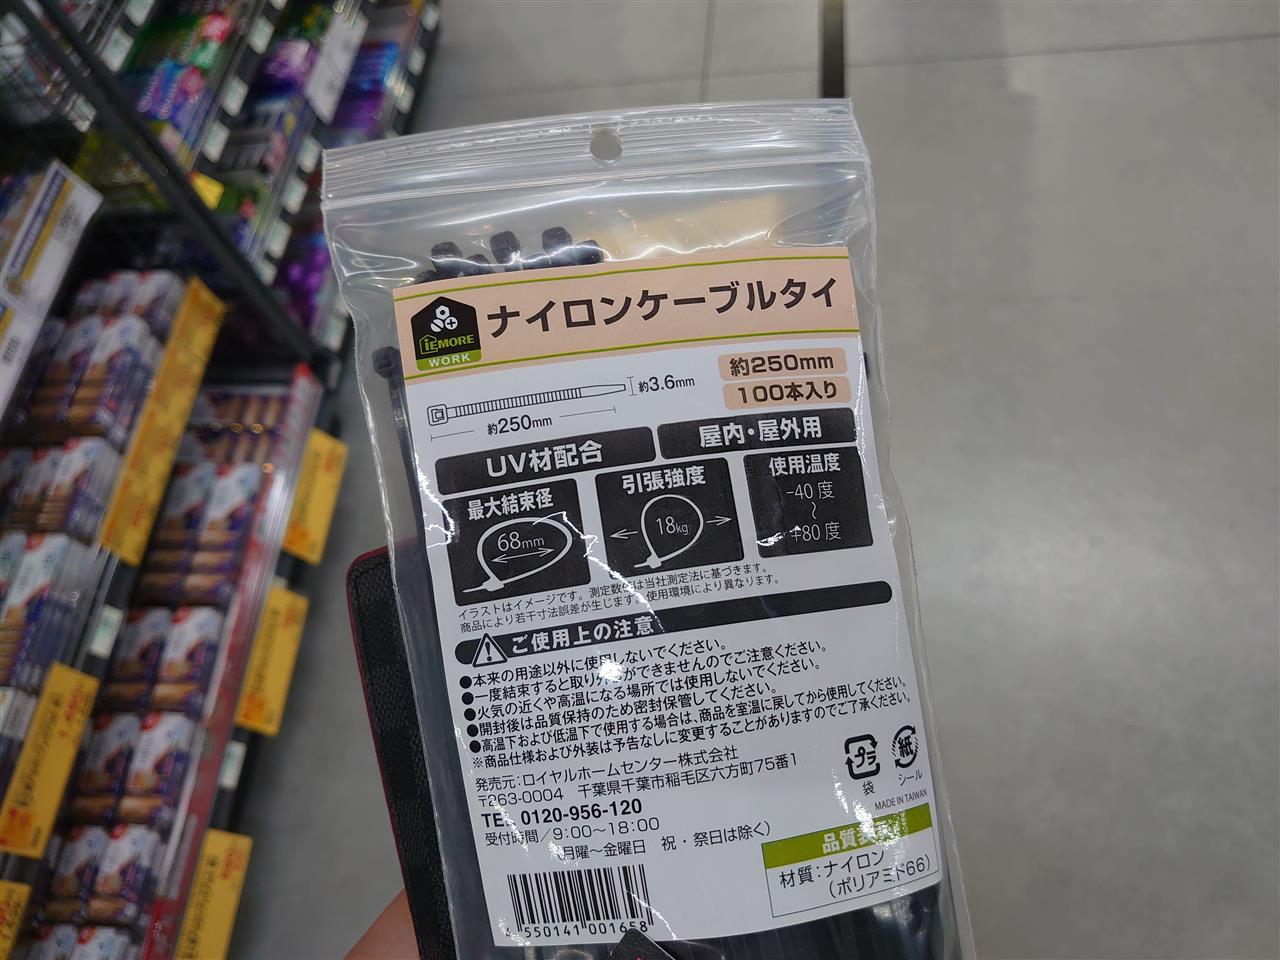 ナイロンケーブルタイ
iEMORE
WORK
約250mm
100本入り
約3.6mm
約250mm
UV材配合
屋内・屋外用
最大結束径
68mm
引張強度
18kg
使用温度
-40度
～
+80度
イラストはイメージです。測定数値は当社測定法に基づきます。
商品により若干寸法誤差が生じます。使用環境により異なります。
ご使用上の注意
●本来の用途以外に使用しないでください。
●一度結束すると取り外しができませんのでご注意ください。
●火気の近くや高温になる場所では使用しないでください。
●開封後は品質保持のため密封保管してください。
●高温下および低温下で使用する場合は、商品を室温に戻してから使用してください。
※商品仕様および外装は予告なしに変更することがありますのでご了承ください。
発売元:ロイヤルホームセンター株式会社
〒263-0004 千葉県千葉市稲毛区六方町75番1
TEL 0120-956-120
受付時間/9:00～18:00
(月曜～金曜日 祝・祭日は除く)
プラ
袋
紙
シール
MADE IN TAIWAN
品質表示
材質:ナイロン
(ポリアミド66)
4 550141 001658